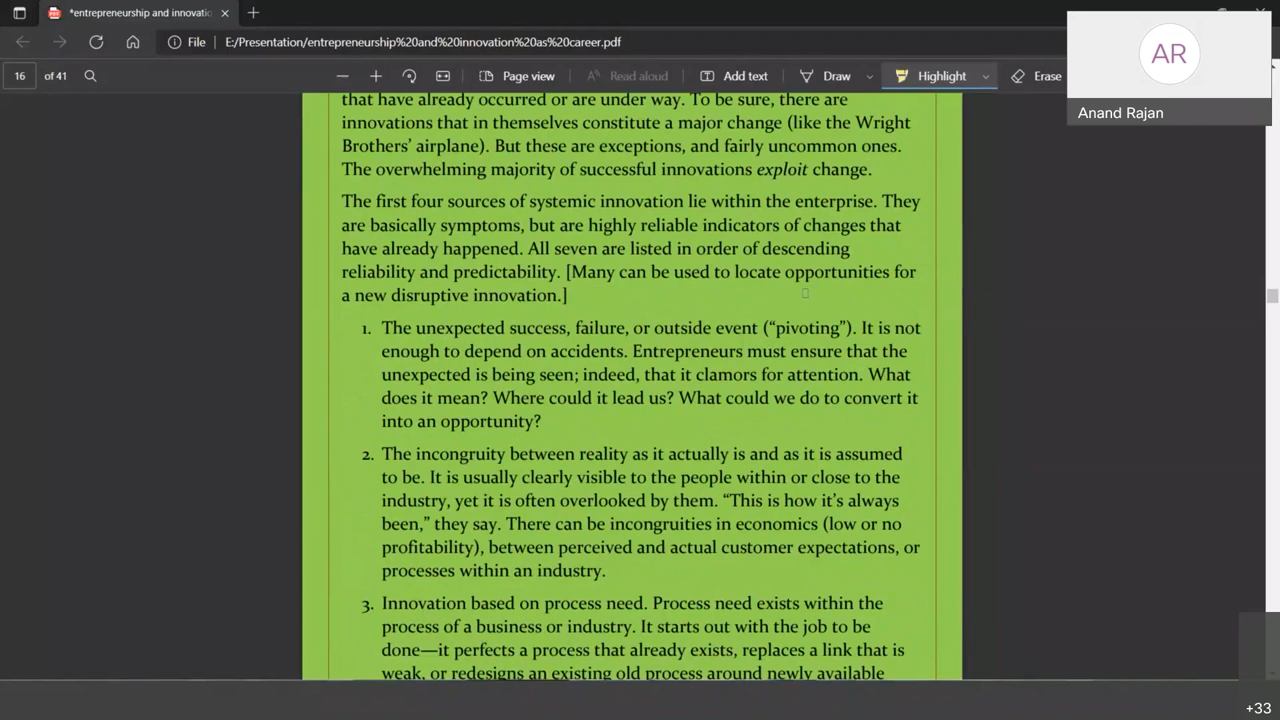 *entrepreneurship and innovatio
File E:/Presentation/entrepreneurship%20and%20innovation%20as%20career.pdf
16 of 41 Page view Read aloud Add text Draw Highlight Erase
AR
Anand Rajan
that have already occurred or are under way. To be sure, there are
innovations that in themselves constitute a major change (like the Wright
Brothers’ airplane). But these are exceptions, and fairly uncommon ones.
The overwhelming majority of successful innovations exploit change.
The first four sources of systemic innovation lie within the enterprise. They
are basically symptoms, but are highly reliable indicators of changes that
have already happened. All seven are listed in order of descending
reliability and predictability. [Many can be used to locate opportunities for
a new disruptive innovation.]
1. The unexpected success, failure, or outside event (“pivoting”). It is not
enough to depend on accidents. Entrepreneurs must ensure that the
unexpected is being seen; indeed, that it clamors for attention. What
does it mean? Where could it lead us? What could we do to convert it
into an opportunity?
2. The incongruity between reality as it actually is and as it is assumed
to be. It is usually clearly visible to the people within or close to the
industry, yet it is often overlooked by them. “This is how it’s always
been,” they say. There can be incongruities in economics (low or no
profitability), between perceived and actual customer expectations, or
processes within an industry.
3. Innovation based on process need. Process need exists within the
process of a business or industry. It starts out with the job to be
done—it perfects a process that already exists, replaces a link that is
weak, or redesigns an existing old process around newly available
+33